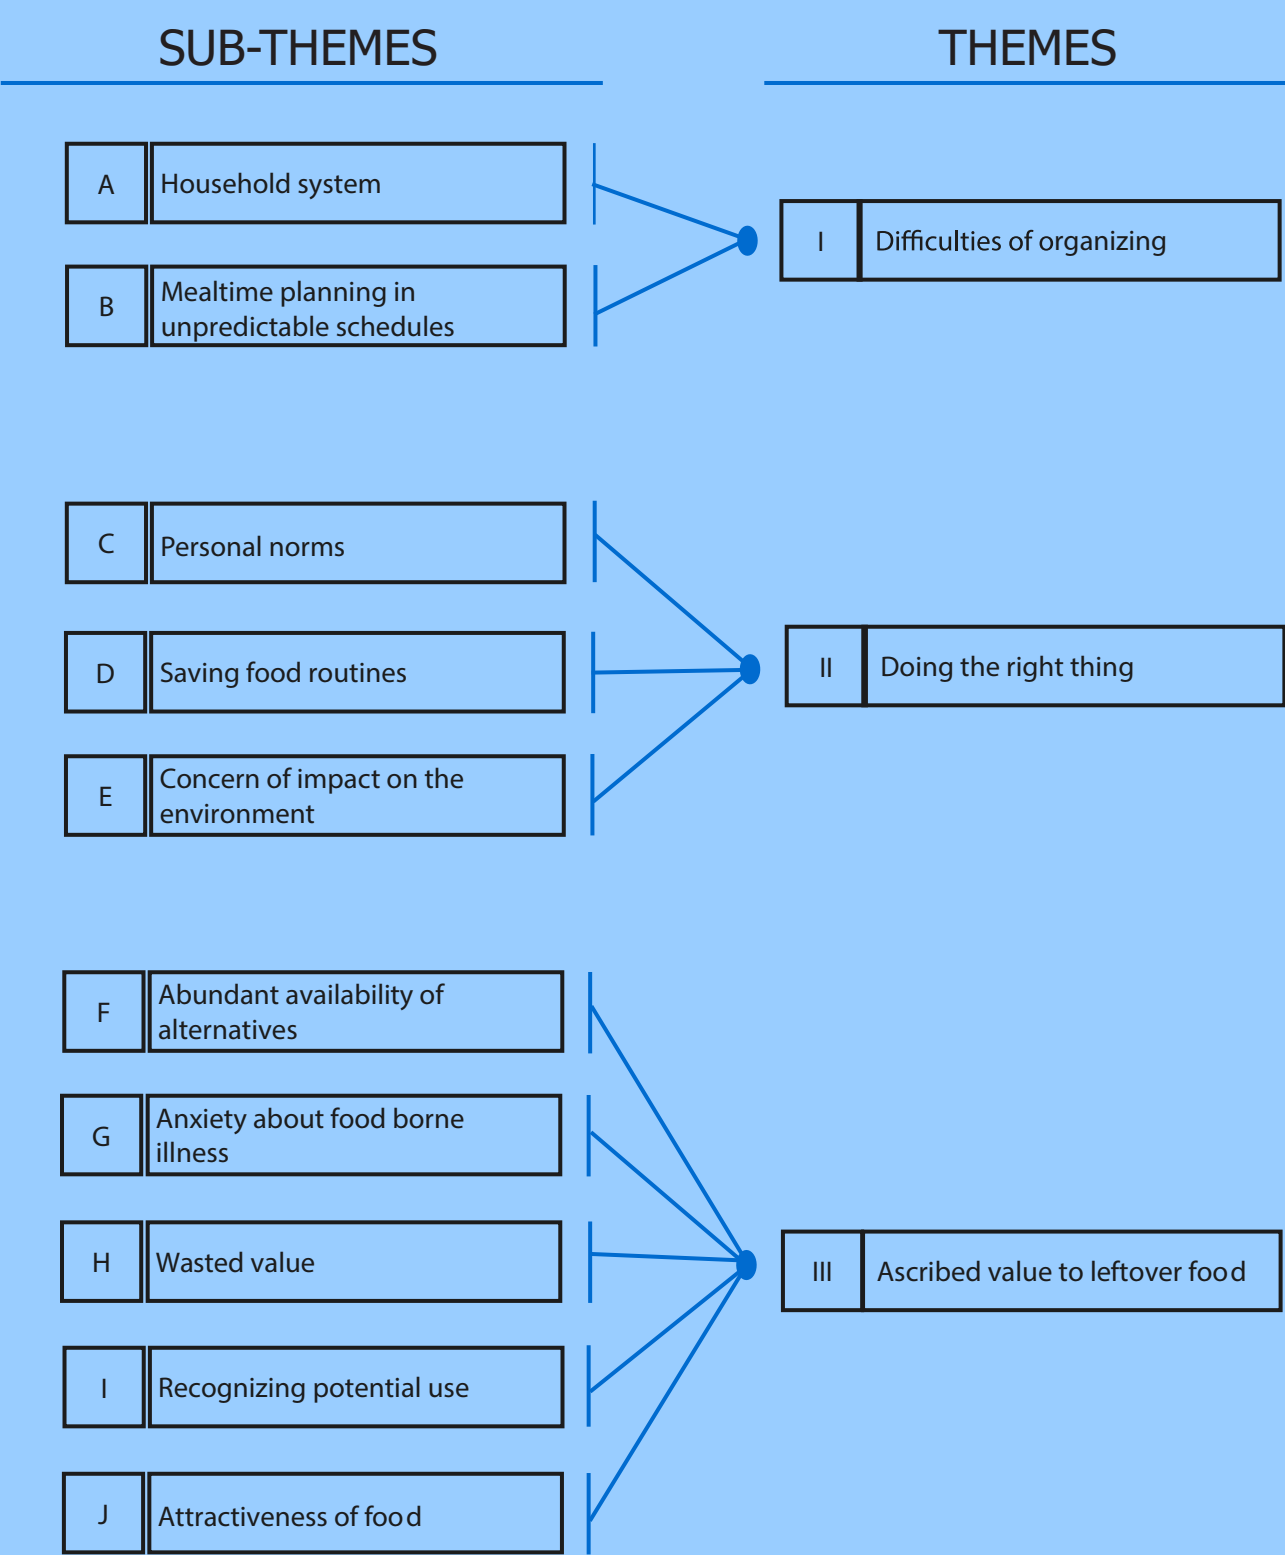 SUB-THEMES
THEMES
A
Household system
B
Mealtime planning in
unpredictable schedules
I
Difficulties of organizing
C
Personal norms
D
Saving food routines
E
Concern of impact on the
environment
II
Doing the right thing
F
Abundant availability of
alternatives
G
Anxiety about food borne
illness
H
Wasted value
I
Recognizing potential use
J
Attractiveness of food
III
Ascribed value to leftover food